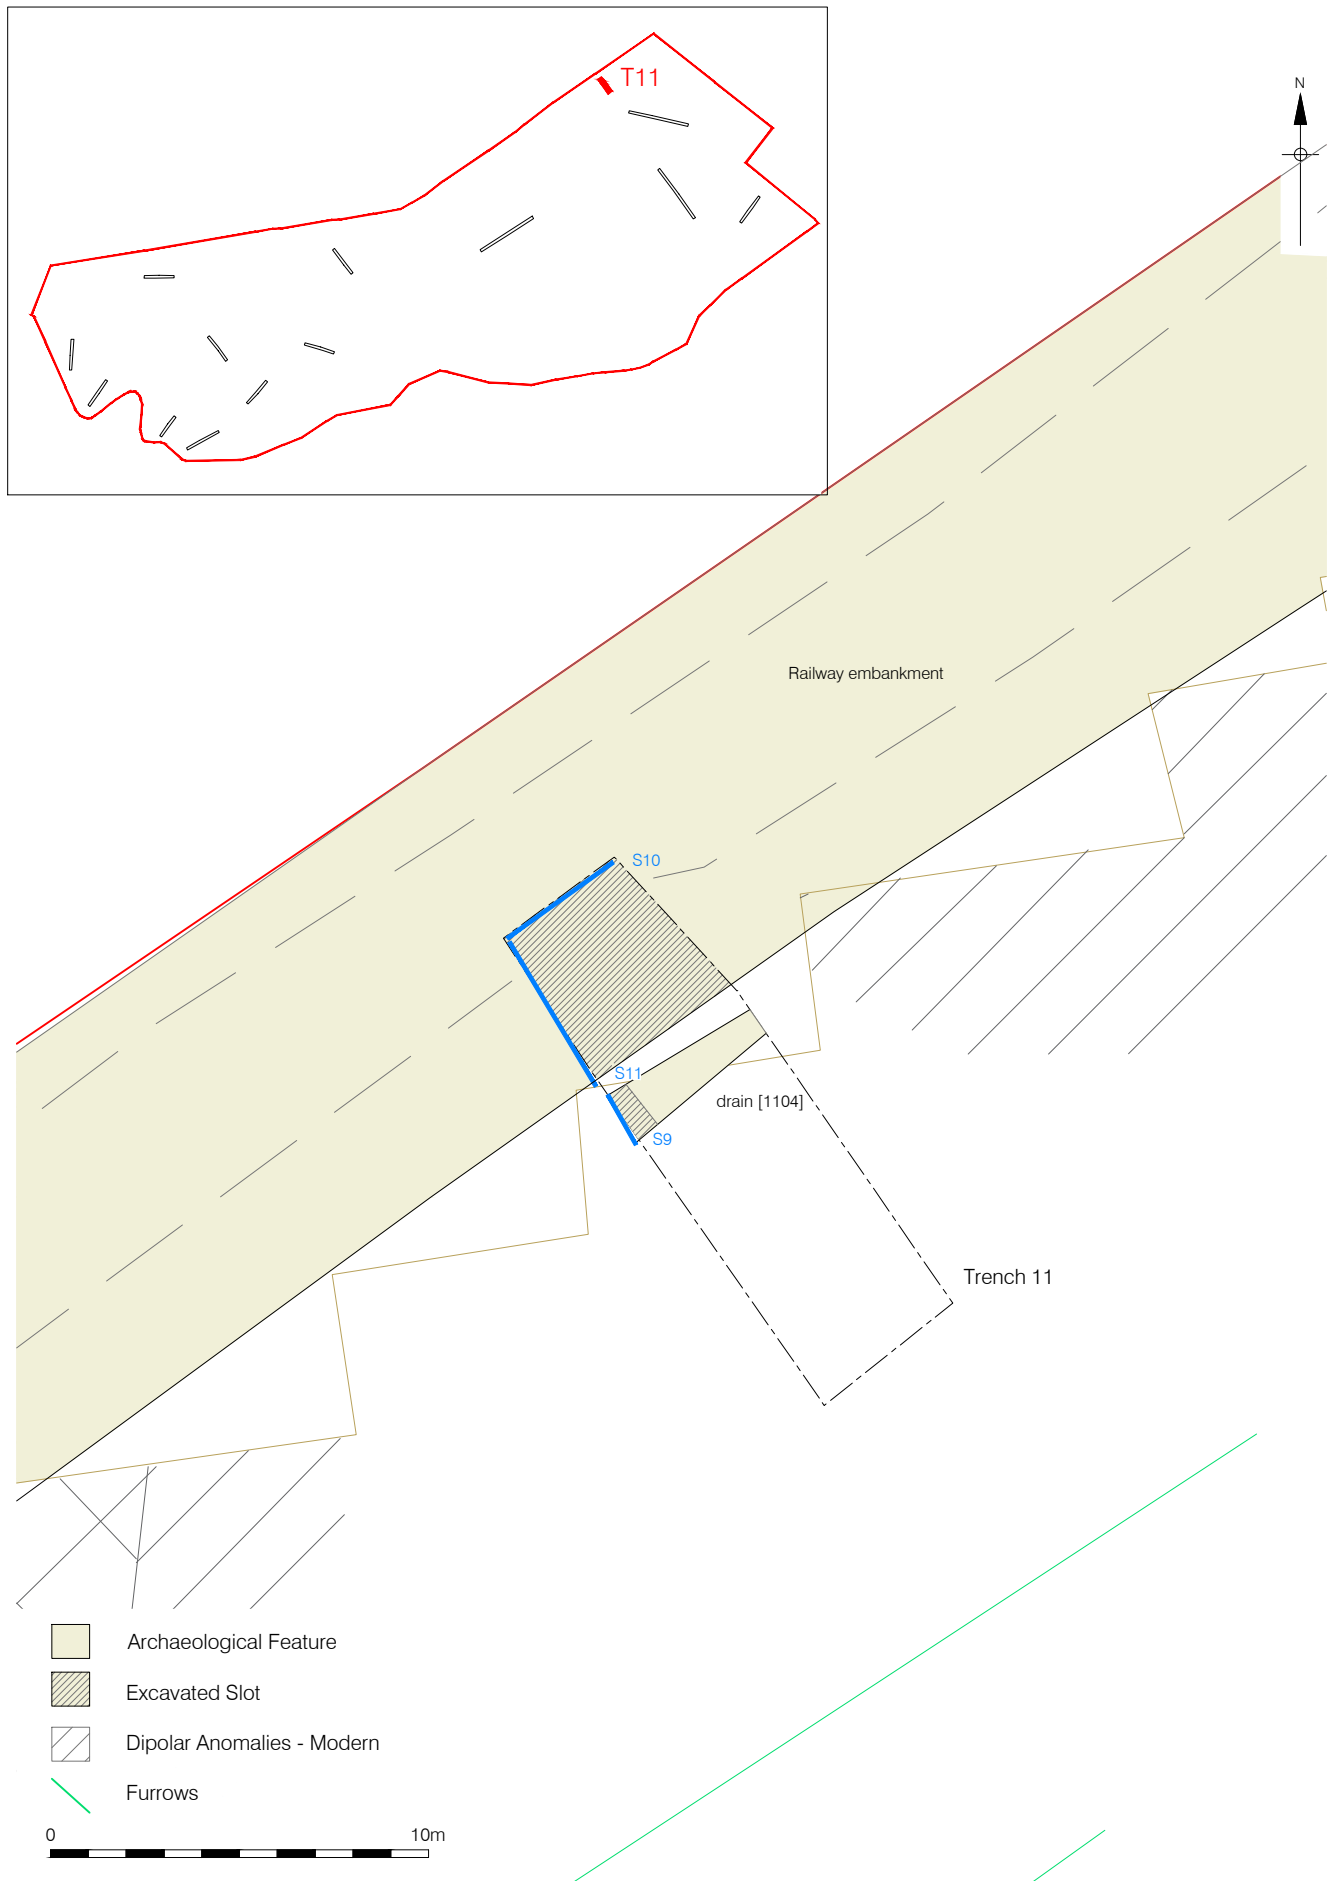 T11
N
Railway embankment
S10
S11
drain [1104]
S9
Trench 11
Archaeological Feature
Excavated Slot
Dipolar Anomalies - Modern
Furrows
0 10m